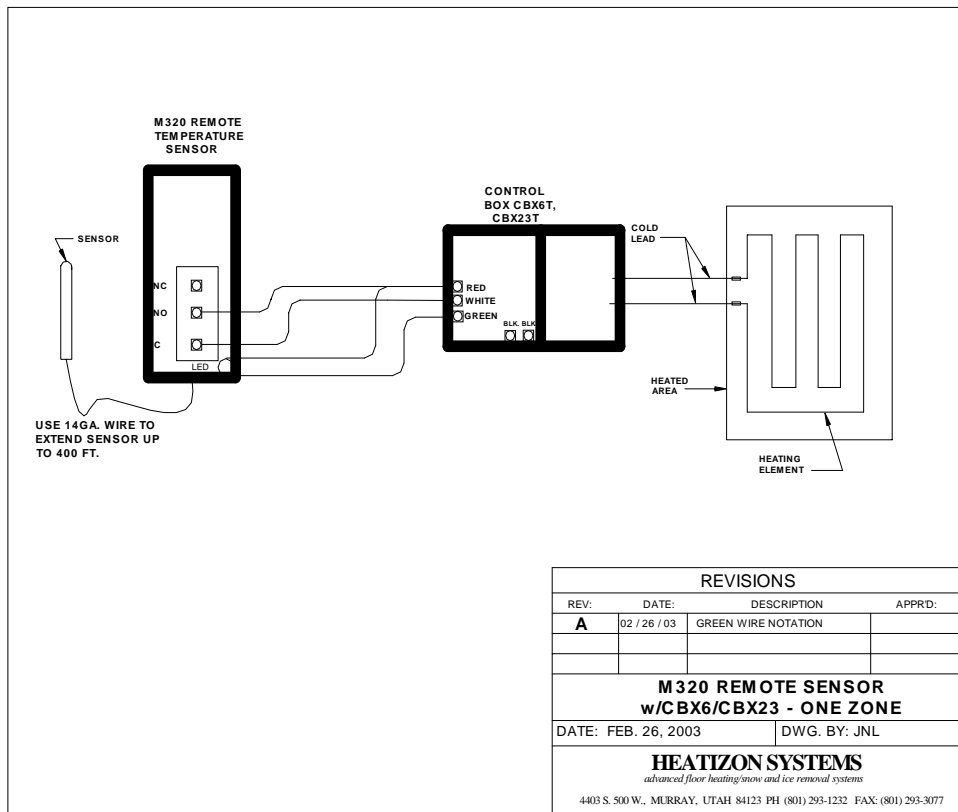 M320 REMOTE
TEMPERATURE
SENSOR
SENSOR
NC
NO
C
LED
USE 14GA. WIRE TO
EXTEND SENSOR UP
TO 400 FT.
CONTROL
BOX CBX6T,
CBX23T
RED
WHITE
GREEN
BLK. BLK
COLD
LEAD
HEATED
AREA
HEATING
ELEMENT
REVISIONS
REV: DATE: DESCRIPTION APPR'D:
A 02 / 26 / 03 GREEN WIRE NOTATION
M320 REMOTE SENSOR
w/CBX6/CBX23 - ONE ZONE
DATE: FEB. 26, 2003 DWG. BY: JNL
HEATIZON SYSTEMS
advanced floor heating/snow and ice removal systems
4403 S. 500 W., MURRAY, UTAH 84123 PH (801) 293-1232 FAX: (801) 293-3077